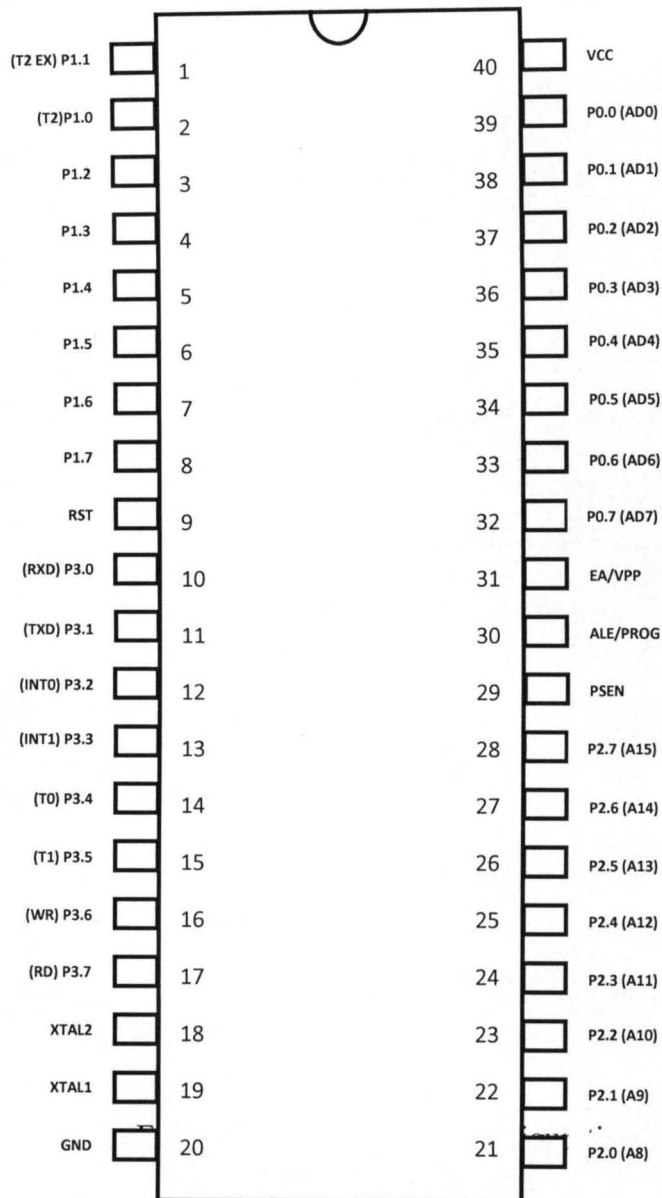 (T2 EX) P1.1 1 40 VCC
(T2)P1.0 2 39 P0.0 (AD0)
P1.2 3 38 P0.1 (AD1)
P1.3 4 37 P0.2 (AD2)
P1.4 5 36 P0.3 (AD3)
P1.5 6 35 P0.4 (AD4)
P1.6 7 34 P0.5 (AD5)
P1.7 8 33 P0.6 (AD6)
RST 9 32 P0.7 (AD7)
(RXD) P3.0 10 31 EA/VPP
(TXD) P3.1 11 30 ALE/PROG
(INT0) P3.2 12 29 PSEN
(INT1) P3.3 13 28 P2.7 (A15)
(T0) P3.4 14 27 P2.6 (A14)
(T1) P3.5 15 26 P2.5 (A13)
(WR) P3.6 16 25 P2.4 (A12)
(RD) P3.7 17 24 P2.3 (A11)
XTAL2 18 23 P2.2 (A10)
XTAL1 19 22 P2.1 (A9)
GND 20 21 P2.0 (A8)